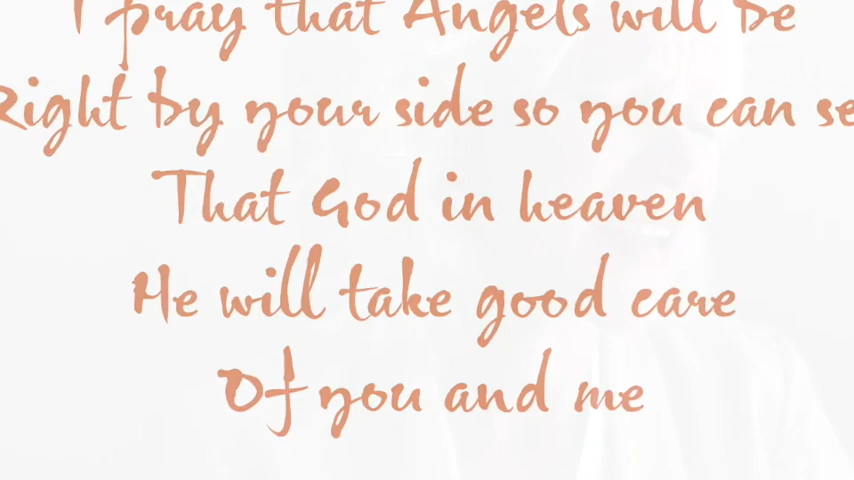 I pray that Angels will be
Right by your side so you can se
That God in heaven
He will take good care
Of you and me